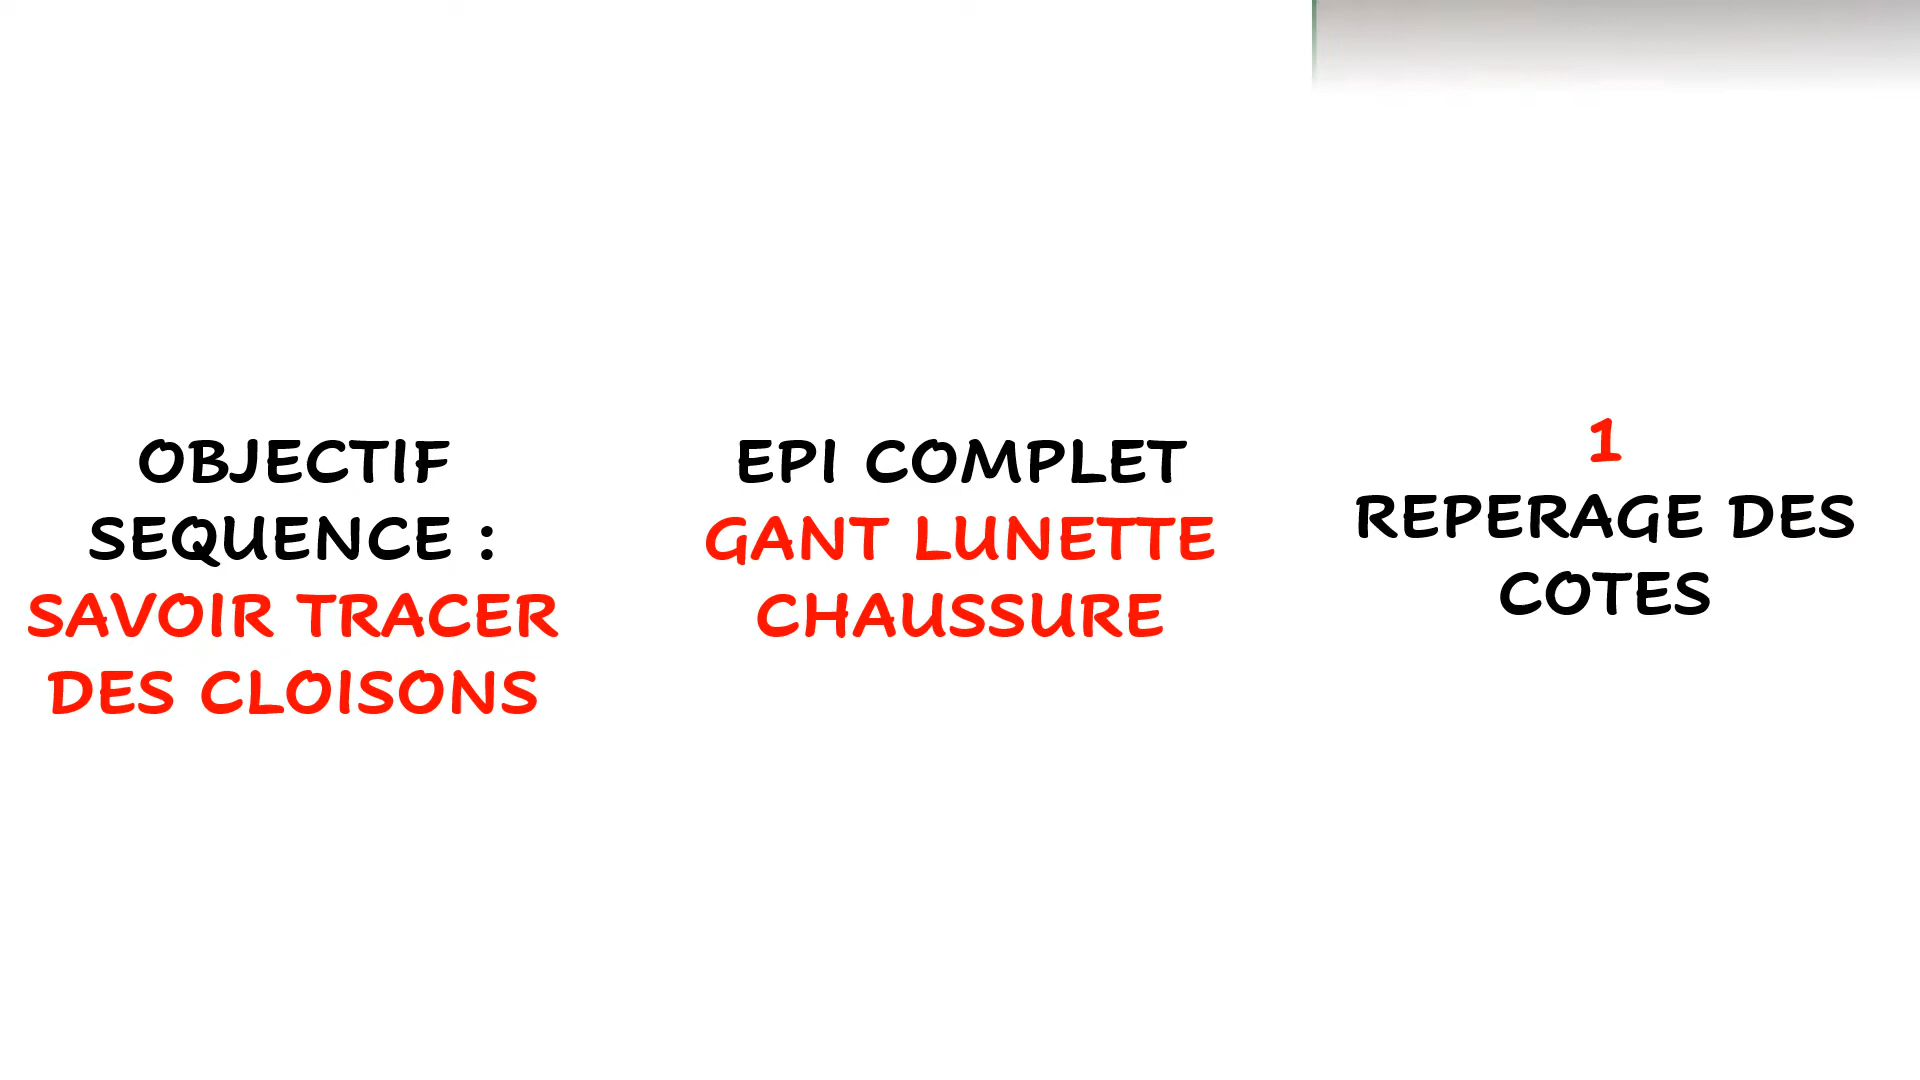 OBJECTIF
SEQUENCE :
SAVOIR TRACER
DES CLOISONS
EPI COMPLET
GANT LUNETTE
CHAUSSURE
1
REPERAGE DES
COTES